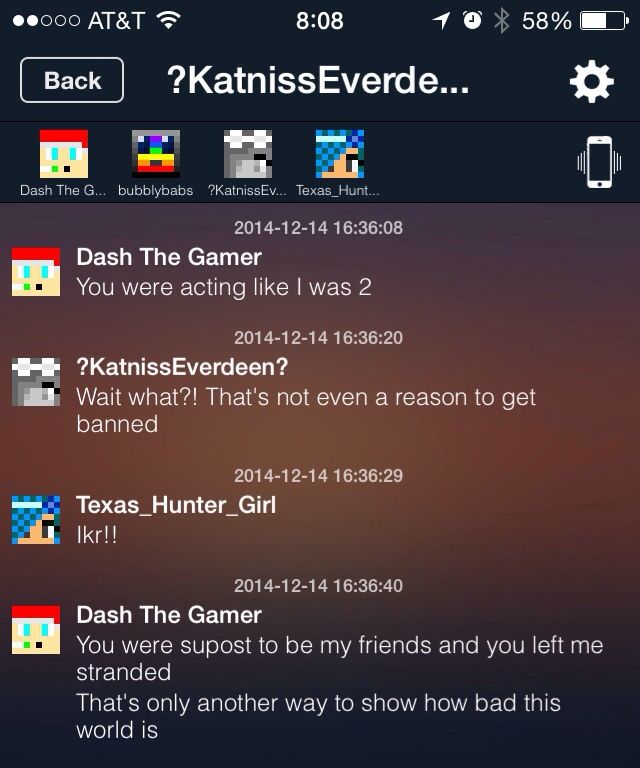 AT&T 8:08 58%
Back ?KatnissEverde...
Dash The G... bubblybabs ?KatnissEv... Texas_Hunt...
2014-12-14 16:36:08
Dash The Gamer
You were acting like I was 2
2014-12-14 16:36:20
?KatnissEverdeen?
Wait what?! That's not even a reason to get
banned
2014-12-14 16:36:29
Texas_Hunter_Girl
Ikr!!
2014-12-14 16:36:40
Dash The Gamer
You were supost to be my friends and you left me
stranded
That's only another way to show how bad this
world is